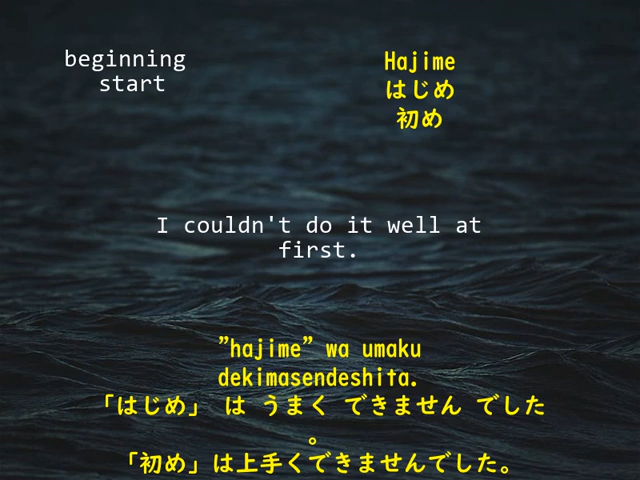 beginning
start
Hajime
はじめ
初め
I couldn't do it well at
first.
”hajime” wa umaku
dekimasendeshita.
「はじめ」 は うまく できません でした
。
「初め」は上手くできませんでした。